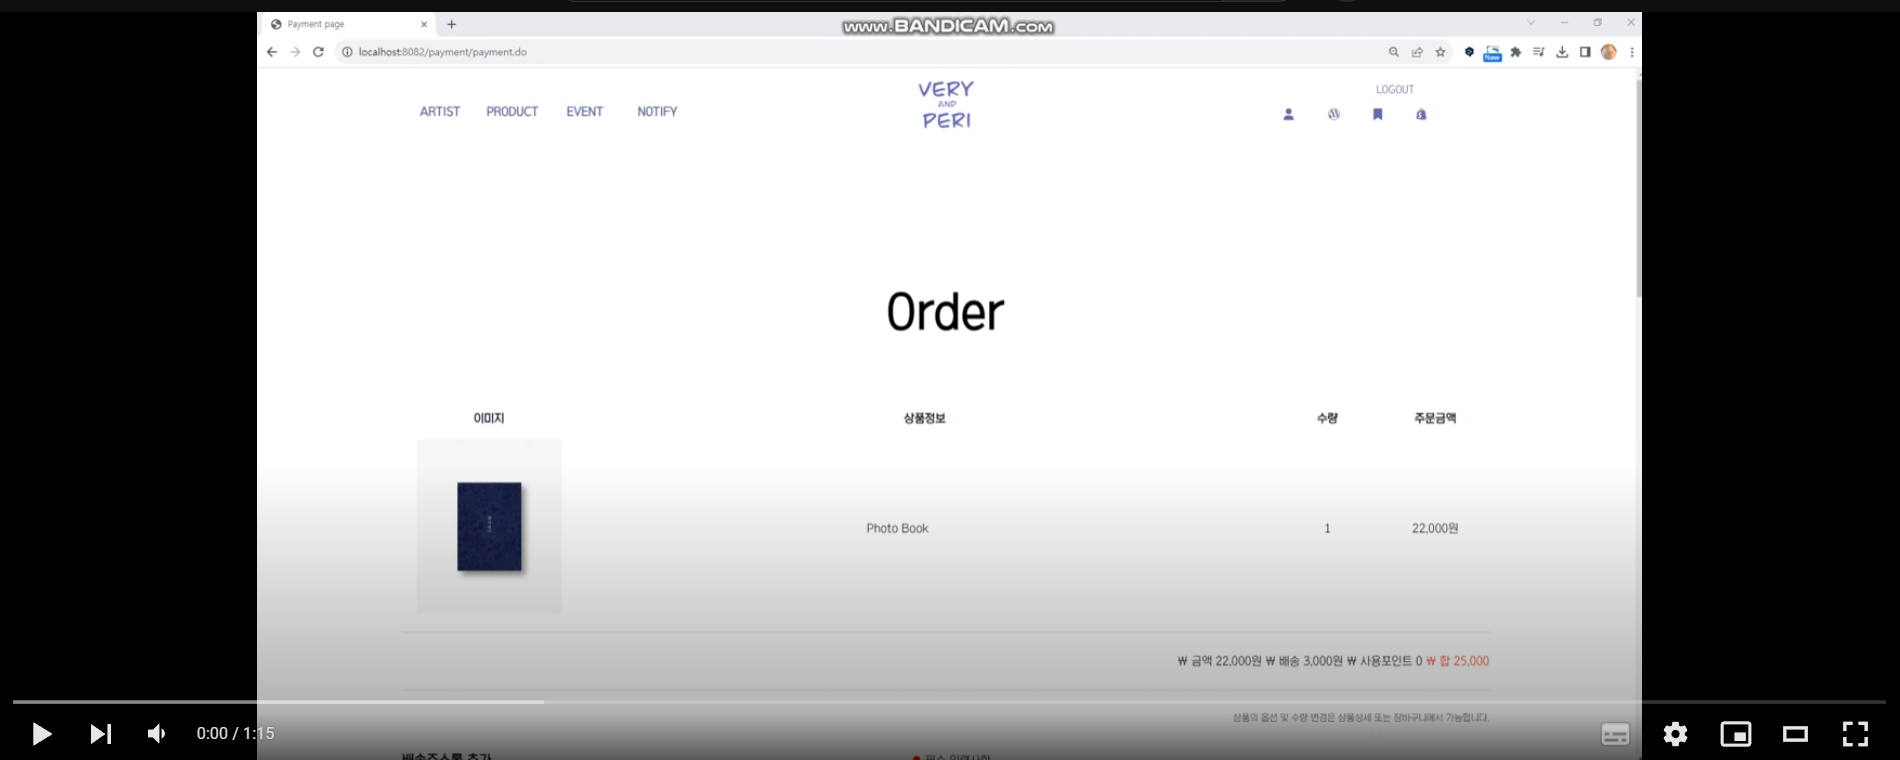 Payment page
www.BANDICAM.com
localhost:8082/payment/payment.do
New
LOGOUT
ARTIST PRODUCT EVENT NOTIFY
VERY
AND
PERI
Order
이미지 상품정보 수량 주문금액
Photo Book 1 22,000원
₩ 금액 22,000원 ₩ 배송 3,000원 ₩ 사용포인트 0 ₩ 합 25,000
상품의 옵션 및 수량 변경은 상품상세 또는 장바구니에서 가능합니다.
0:00 / 1:15